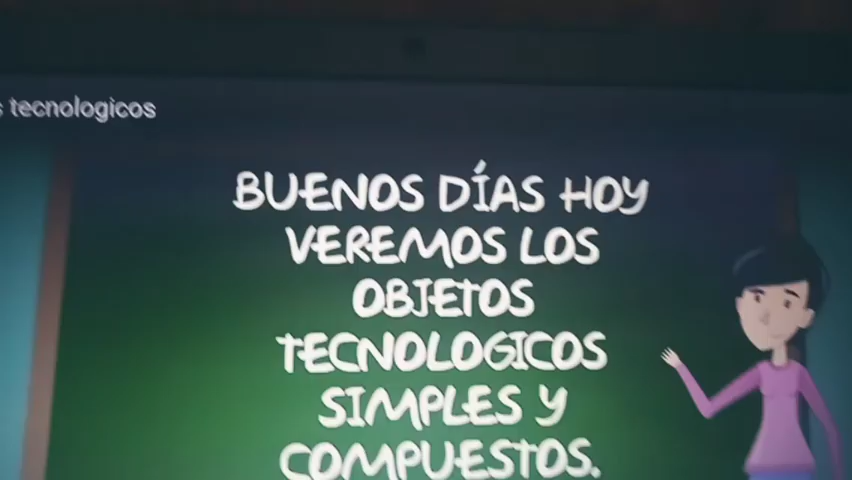 s tecnologicos
BUENOS DÍAS HOY
VEREMOS LOS
OBJETOS
TECNOLOGICOS
SIMPLES Y
COMPUESTOS.